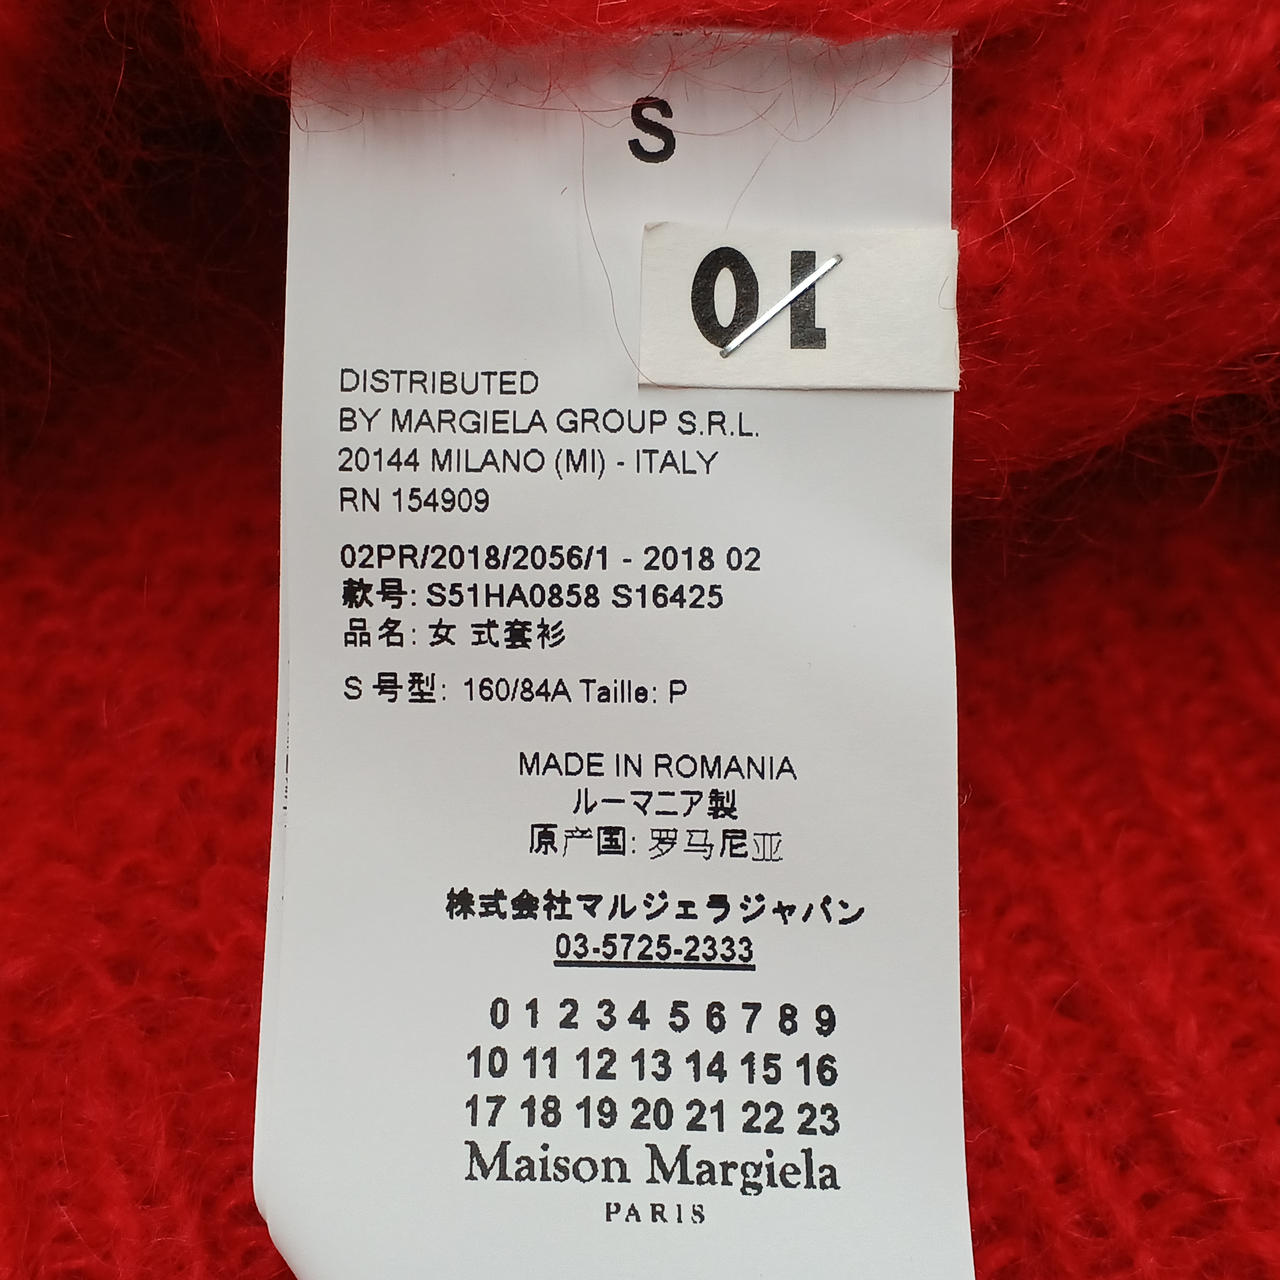 S
10
DISTRIBUTED
BY MARGIELA GROUP S.R.L.
20144 MILANO (MI) - ITALY
RN 154909
02PR/2018/2056/1 - 2018 02
款号: S51HA0858 S16425
品名: 女 式套衫
S 号型: 160/84A Taille: P
MADE IN ROMANIA
ルーマニア製
原产国: 罗马尼亚
株式会社マルジェラジャパン
03-5725-2333
0 1 2 3 4 5 6 7 8 9
10 11 12 13 14 15 16
17 18 19 20 21 22 23
Maison Margiela
PARIS